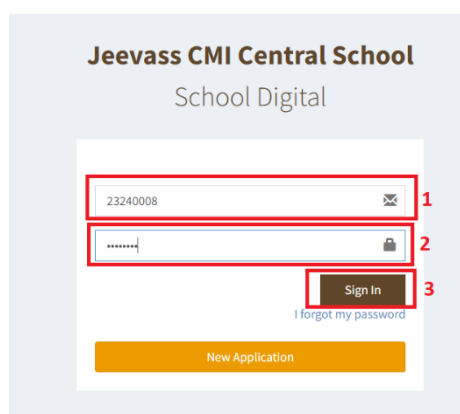 Jeevass CMI Central School
School Digital
23240008
1
••••••••
2
Sign In
3
I forgot my password
New Application